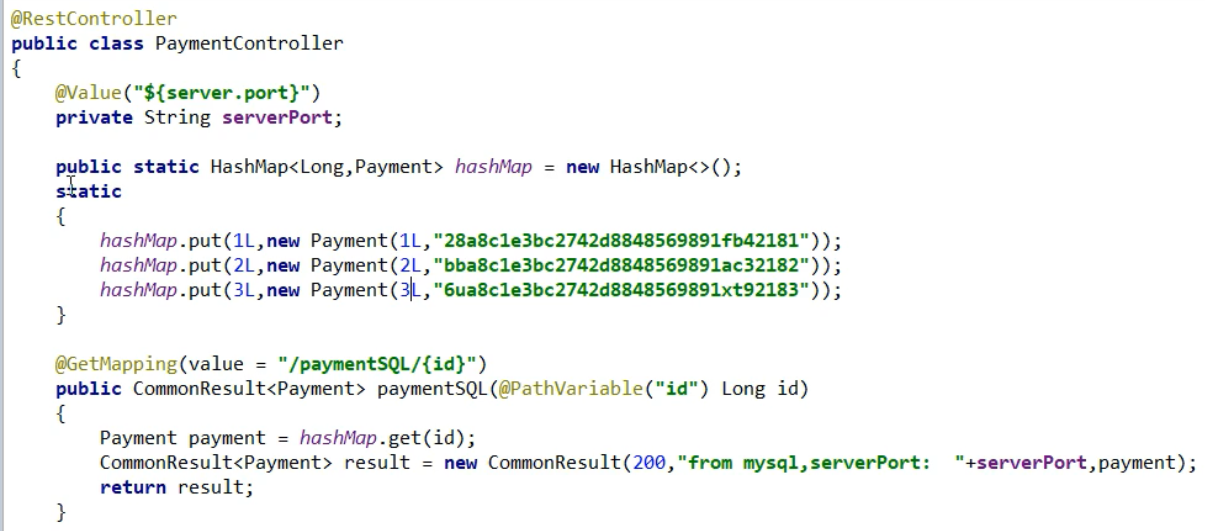 @RestController
public class PaymentController
{
    @Value("${server.port}")
    private String serverPort;

    public static HashMap<Long,Payment> hashMap = new HashMap<>();
    static
    {
        hashMap.put(1L,new Payment(1L,"28a8c1e3bc2742d8848569891fb42181"));
        hashMap.put(2L,new Payment(2L,"bba8c1e3bc2742d8848569891ac32182"));
        hashMap.put(3L,new Payment(3L,"6ua8c1e3bc2742d8848569891xt92183"));
    }

    @GetMapping(value = "/paymentSQL/{id}")
    public CommonResult<Payment> paymentSQL(@PathVariable("id") Long id)
    {
        Payment payment = hashMap.get(id);
        CommonResult<Payment> result = new CommonResult(200,"from mysql,serverPort:  "+serverPort,payment);
        return result;
    }